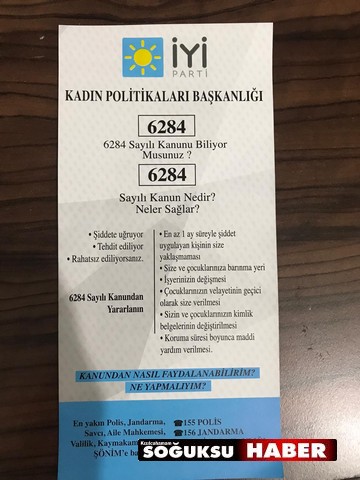 İYİ
PARTİ
KADIN POLİTİKALARI BAŞKANLIĞI
6284
6284 Sayılı Kanunu Biliyor
Musunuz ?
6284
Sayılı Kanun Nedir?
Neler Sağlar?
• Şiddete uğruyor
• Tehdit ediliyor
• Rahatsız ediliyorsanız.
6284 Sayılı Kanundan
Yararlanın
• En az 1 ay süreyle şiddet
uygulayan kişinin size
yaklaşmaması
• Size ve çocuklarınıza barınma yeri
• İşyerinizin değişmesi
• Çocuklarınızın velayetinin geçici
olarak size verilmesi
• Sizin ve çocuklarınızın kimlik
belgelerinin değiştirilmesi
• Koruma süresi boyunca maddi
yardım verilmesi.
KANUNDAN NASIL FAYDALANABİLİRİM?
NE YAPMALIYIM?
En yakın Polis, Jandarma,
Savcı, Aile Mahkemesi,
Valilik, Kaymakam
ŞÖNİM'e ba
☎155 POLİS
☎156 JANDARMA
Kızılcahamam
SOĞUKSU HABER